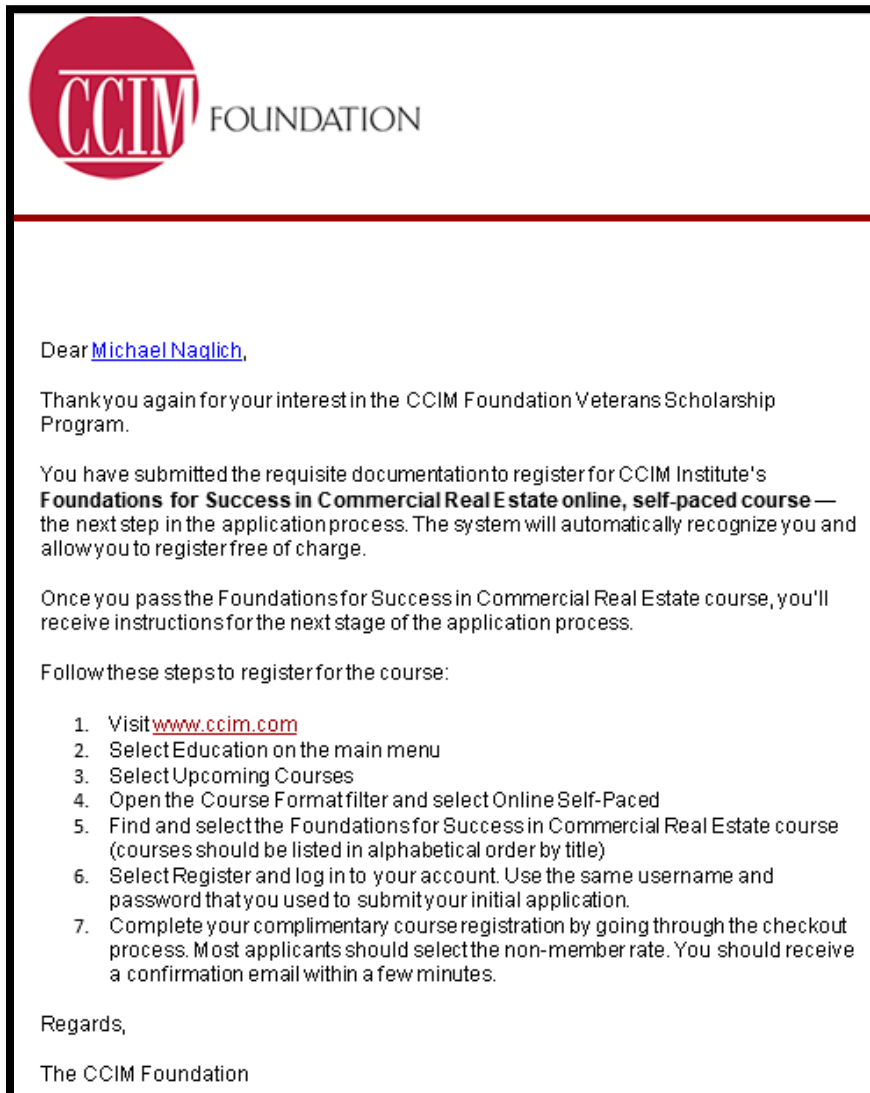 CCIM FOUNDATION
Dear Michael Naglich,
Thank you again for your interest in the CCIM Foundation Veterans Scholarship
Program.
You have submitted the requisite documentation to register for CCIM Institute's
Foundations for Success in Commercial Real Estate online, self-paced course —
the next step in the application process. The system will automatically recognize you and
allow you to register free of charge.
Once you pass the Foundations for Success in Commercial Real Estate course, you'll
receive instructions for the next stage of the application process.
Follow these steps to register for the course:
1. Visit www.ccim.com
2. Select Education on the main menu
3. Select Upcoming Courses
4. Open the Course Format filter and select Online Self-Paced
5. Find and select the Foundations for Success in Commercial Real Estate course
(courses should be listed in alphabetical order by title)
6. Select Register and log in to your account. Use the same username and
password that you used to submit your initial application.
7. Complete your complimentary course registration by going through the checkout
process. Most applicants should select the non-member rate. You should receive
a confirmation email within a few minutes.
Regards,
The CCIM Foundation